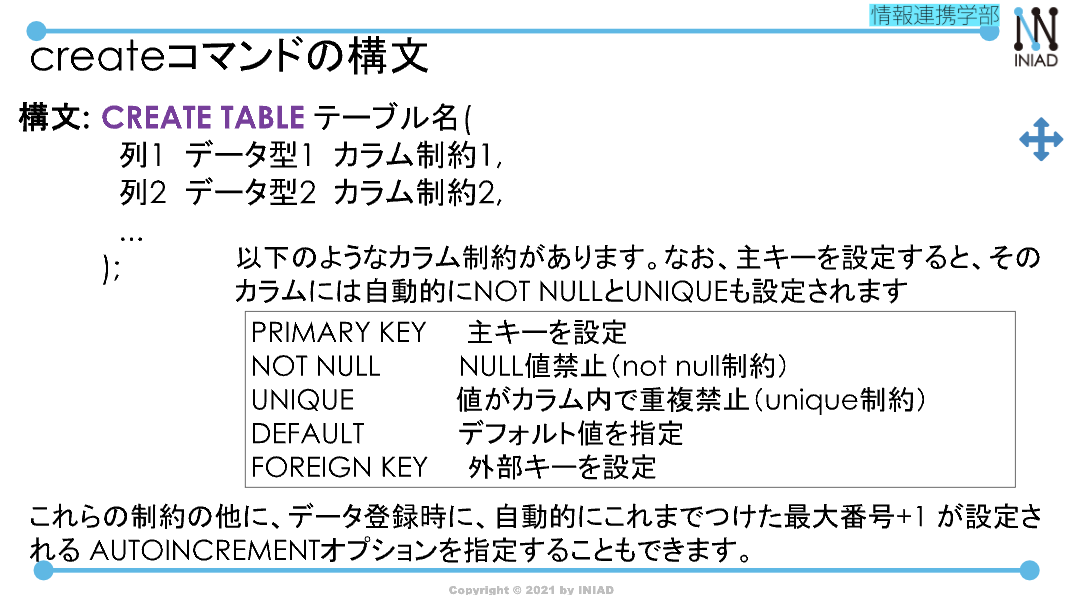 情報連携学部
INIAD
createコマンドの構文
構文: CREATE TABLE テーブル名(
列1 データ型1 カラム制約1,
列2 データ型2 カラム制約2,
...
);
以下のようなカラム制約があります。なお、主キーを設定すると、その
カラムには自動的にNOT NULLとUNIQUEも設定されます
PRIMARY KEY 主キーを設定
NOT NULL NULL値禁止(not null制約)
UNIQUE 値がカラム内で重複禁止(unique制約)
DEFAULT デフォルト値を指定
FOREIGN KEY 外部キーを設定
これらの制約の他に、データ登録時に、自動的にこれまでつけた最大番号+1 が設定さ
れる AUTOINCREMENTオプションを指定することもできます。
Copyright © 2021 by INIAD